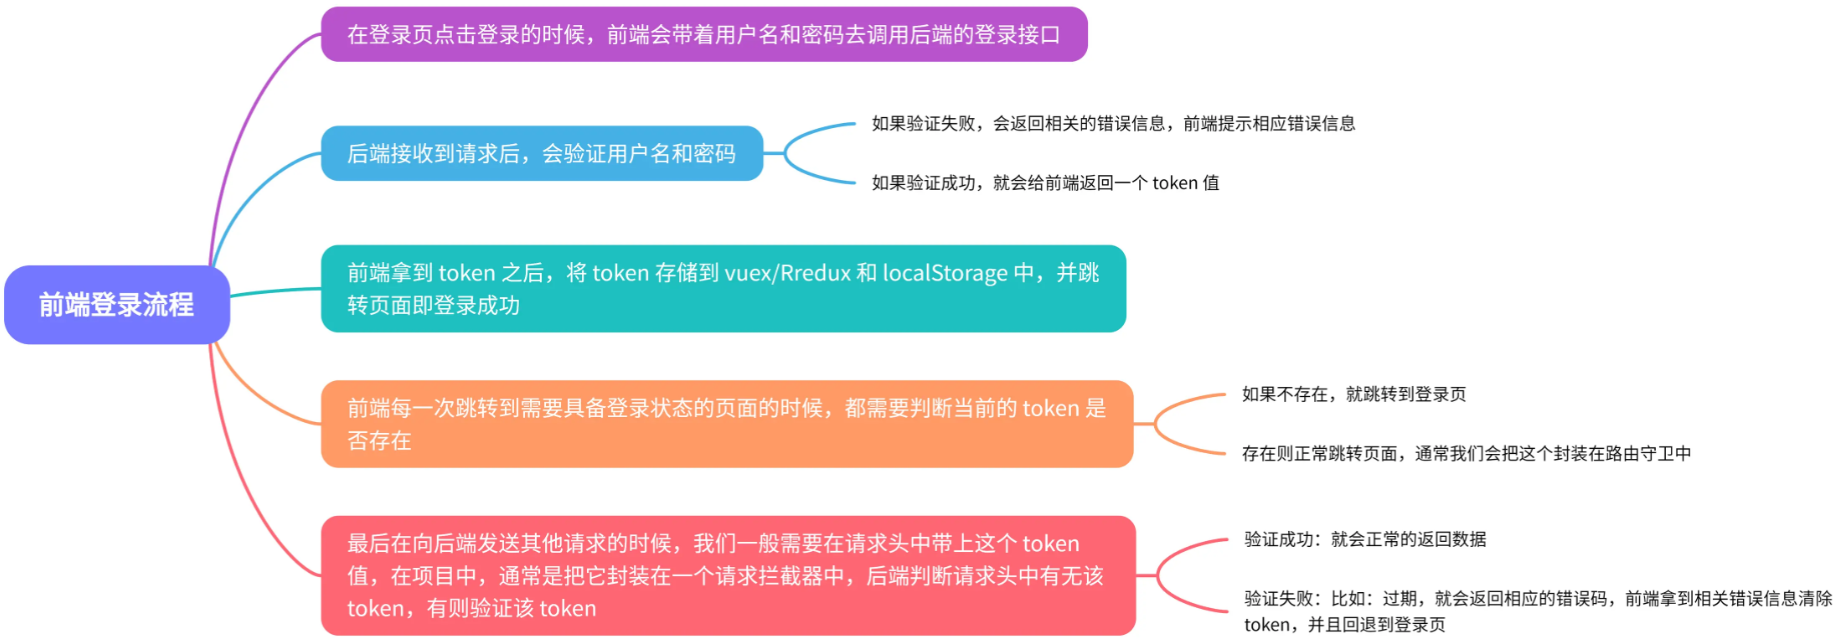 前端登录流程
在登录页点击登录的时候，前端会带着用户名和密码去调用后端的登录接口
后端接收到请求后，会验证用户名和密码
如果验证失败，会返回相关的错误信息，前端提示相应错误信息
如果验证成功，就会给前端返回一个 token 值
前端拿到 token 之后，将 token 存储到 vuex/Rredux 和 localStorage 中，并跳
转页面即登录成功
前端每一次跳转到需要具备登录状态的页面的时候，都需要判断当前的 token 是
否存在
如果不存在，就跳转到登录页
存在则正常跳转页面，通常我们会把这个封装在路由守卫中
最后在向后端发送其他请求的时候，我们一般需要在请求头中带上这个 token
值，在项目中，通常是把它封装在一个请求拦截器中，后端判断请求头中有无该
token，有则验证该 token
验证成功：就会正常的返回数据
验证失败：比如：过期，就会返回相应的错误码，前端拿到相关错误信息清除
token，并且回退到登录页